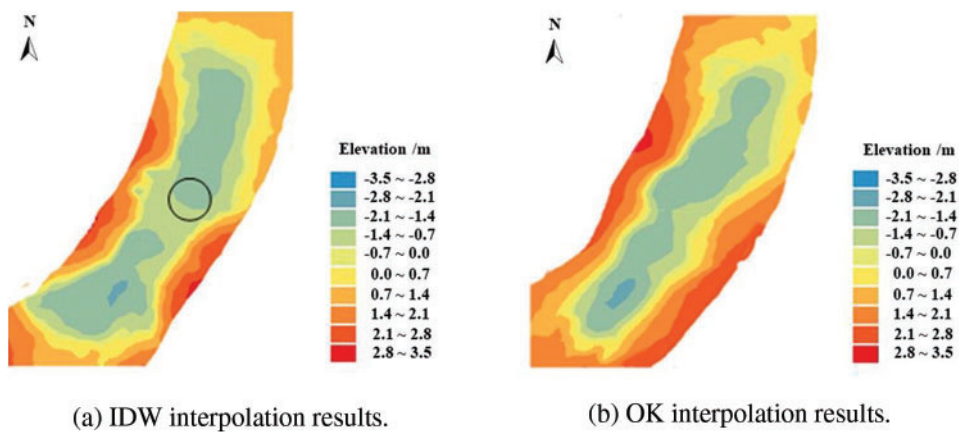 N
Elevation /m
-3.5 ~ -2.8
-2.8 ~ -2.1
-2.1 ~ -1.4
-1.4 ~ -0.7
-0.7 ~ 0.0
0.0 ~ 0.7
0.7 ~ 1.4
1.4 ~ 2.1
2.1 ~ 2.8
2.8 ~ 3.5
(a) IDW interpolation results.
N
Elevation /m
-3.5 ~ -2.8
-2.8 ~ -2.1
-2.1 ~ -1.4
-1.4 ~ -0.7
-0.7 ~ 0.0
0.0 ~ 0.7
0.7 ~ 1.4
1.4 ~ 2.1
2.1 ~ 2.8
2.8 ~ 3.5
(b) OK interpolation results.